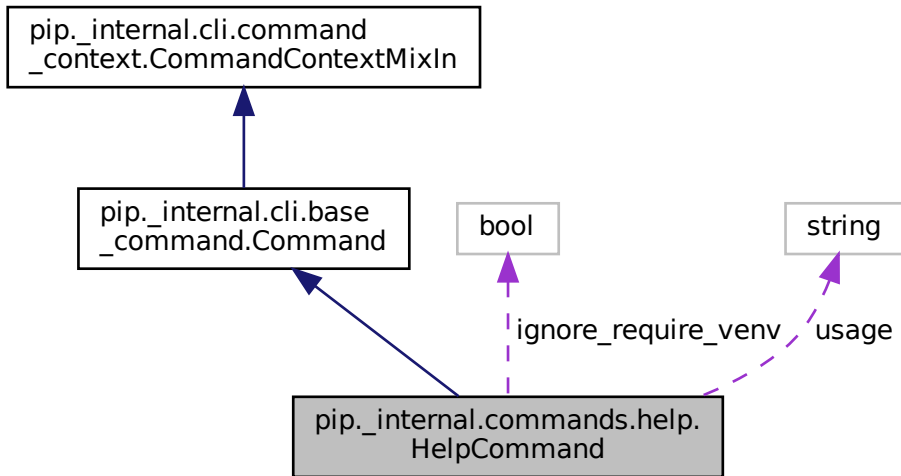 pip._internal.cli.command
_context.CommandContextMixIn
pip._internal.cli.base
_command.Command
bool
string
ignore_require_venv
usage
pip._internal.commands.help.
HelpCommand